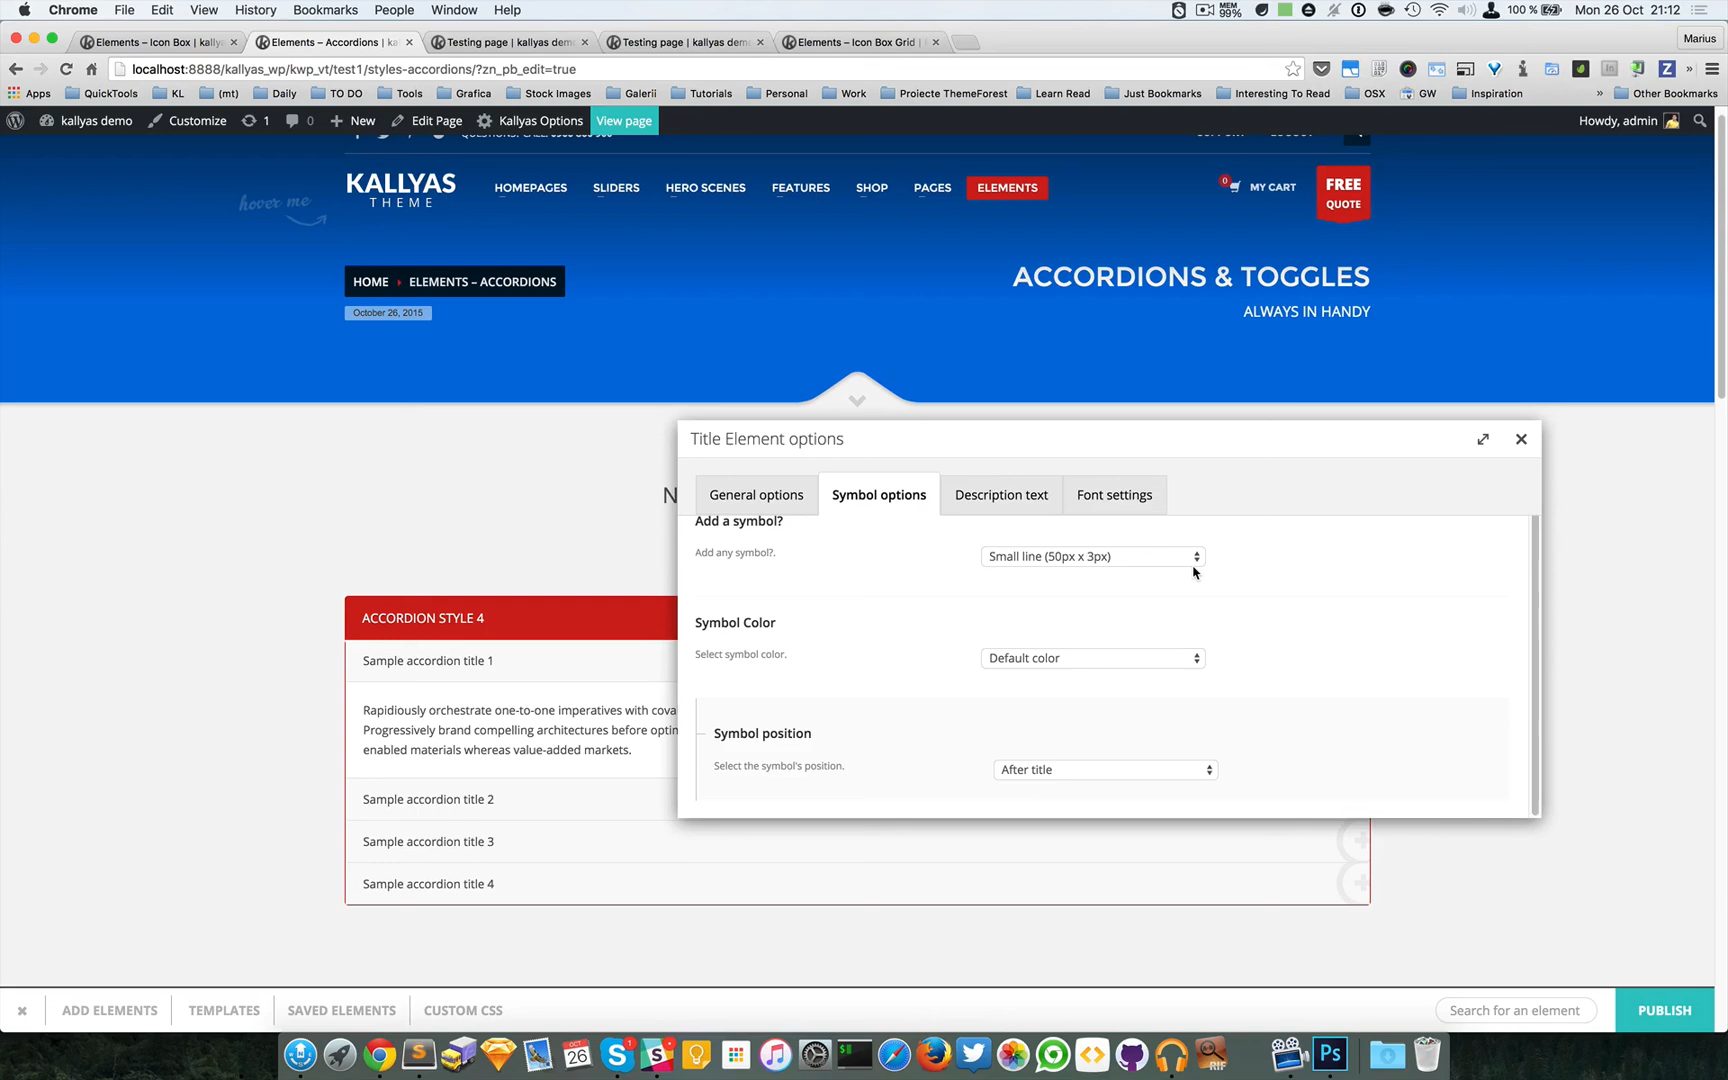 Chrome File Edit View History Bookmarks People Window Help
MEM 99% 100 % Mon 26 Oct 21:12
Elements – Icon Box | kally
Elements – Accordions | ka
Testing page | kallyas dem
Testing page | kallyas demo
Elements – Icon Box Grid |
Marius
localhost:8888/kallyas_wp/kwp_vt/test1/styles-accordions/?zn_pb_edit=true
Apps QuickTools KL (mt) Daily TO DO Tools Grafica Stock Images Galerii Tutorials Personal Work Proiecte ThemeForest Learn Read Just Bookmarks Interesting To Read OSX GW Inspiration » Other Bookmarks
kallyas demo Customize 1 0 New Edit Page Kallyas Options View page Howdy, admin
KALLYAS
THEME
hover me
HOMEPAGES SLIDERS HERO SCENES FEATURES SHOP PAGES ELEMENTS
0 MY CART
FREE
QUOTE
HOME ELEMENTS – ACCORDIONS
October 26, 2015
ACCORDIONS & TOGGLES
ALWAYS IN HANDY
N
Title Element options
General options Symbol options Description text Font settings
Add a symbol?
Add any symbol?.
Small line (50px x 3px)
Symbol Color
Select symbol color.
Default color
Symbol position
Select the symbol's position.
After title
ACCORDION STYLE 4
Sample accordion title 1
Rapidiously orchestrate one-to-one imperatives with cova
Progressively brand compelling architectures before optim
enabled materials whereas value-added markets.
Sample accordion title 2
Sample accordion title 3
Sample accordion title 4
ADD ELEMENTS TEMPLATES SAVED ELEMENTS CUSTOM CSS
Search for an element
PUBLISH
OCT
26
RIF
Ps